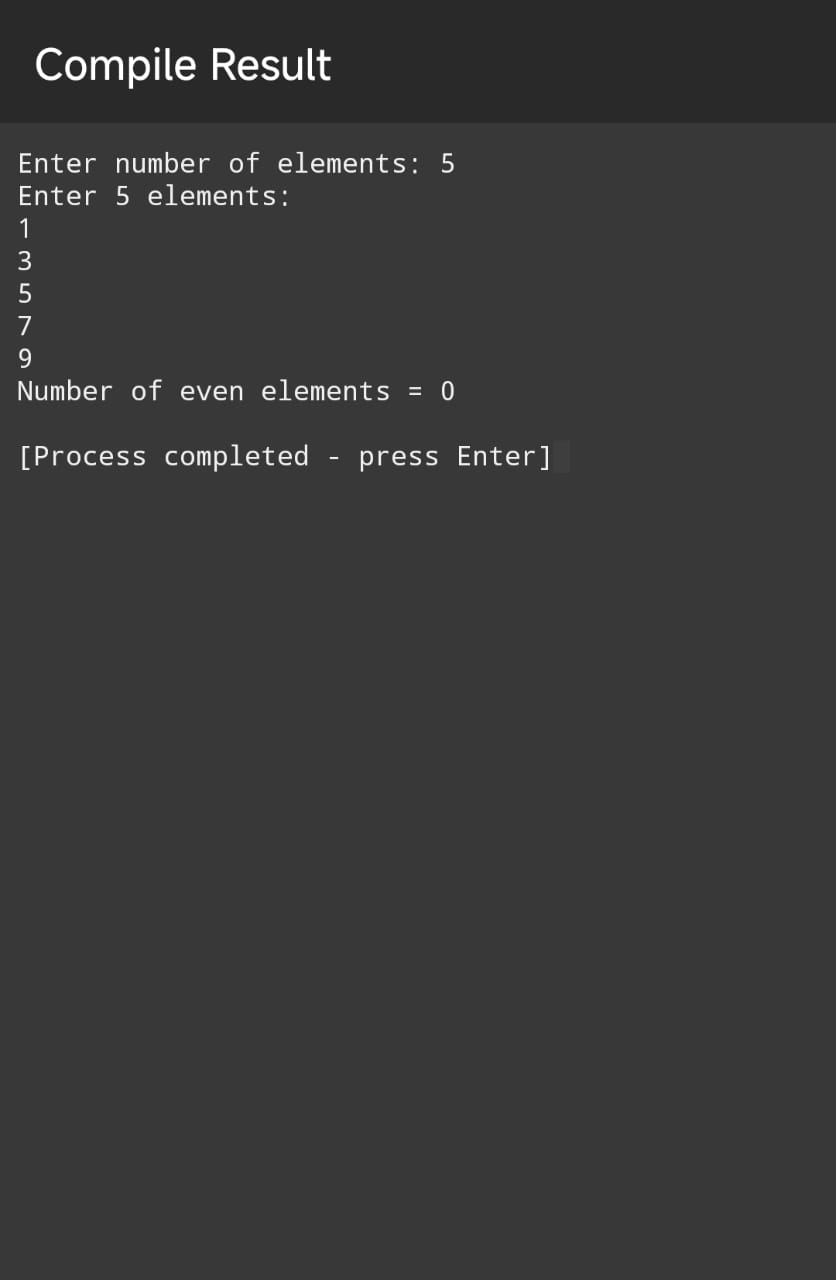 Compile Result
Enter number of elements: 5
Enter 5 elements:
1
3
5
7
9
Number of even elements = 0
[Process completed - press Enter]